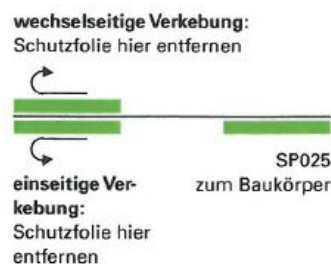 wechselseitige Verkebung:
Schutzfolie hier entfernen
SP025
zum Baukörper
einseitige Ver-
kebung:
Schutzfolie hier
entfernen